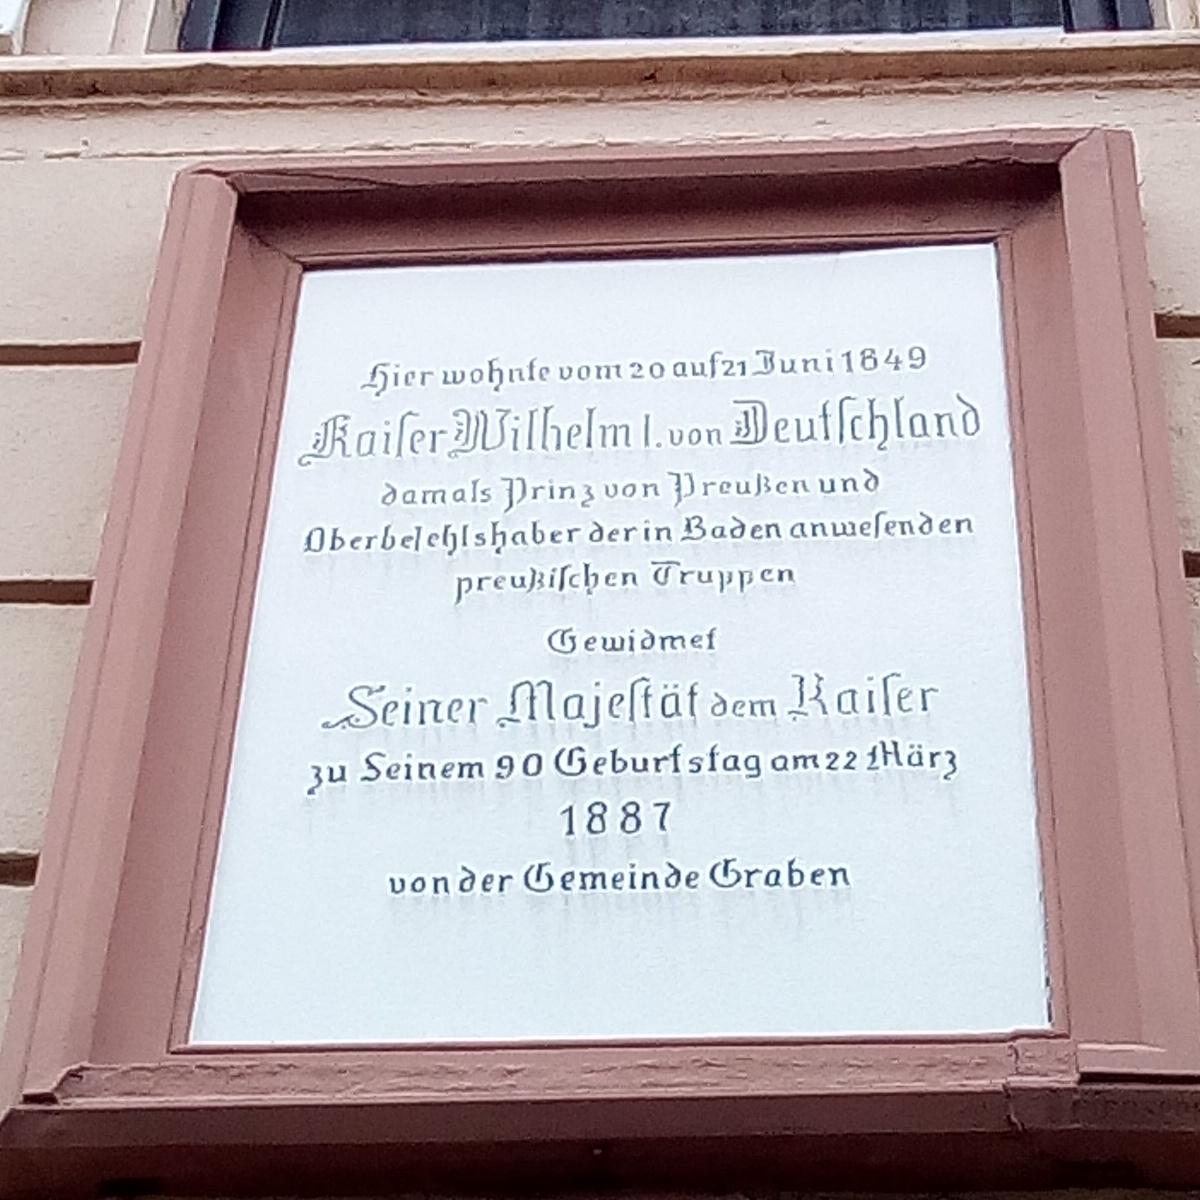 Hier wohnte vom 20 auf 21 Juni 1849
Kaiser Wilhelm I. von Deutschland
damals Prinz von Preußen und
Oberbefehlshaber der in Baden anwesenden
preußischen Truppen
Gewidmet
Seiner Majestät dem Kaiser
zu Seinem 90 Geburtstag am 22 März
1887
von der Gemeinde Graben